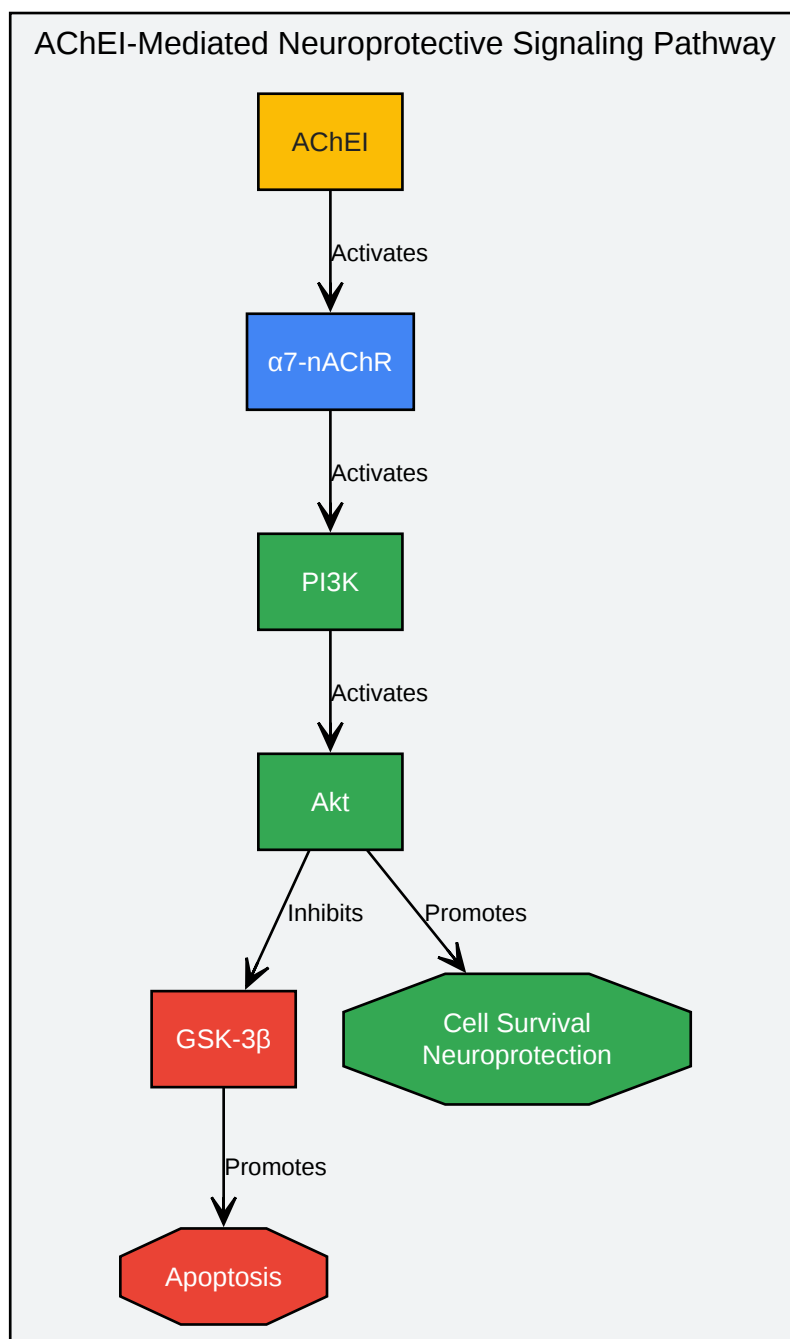 AChEI-Mediated Neuroprotective Signaling Pathway
AChEI
Activates
α7-nAChR
Activates
PI3K
Activates
Akt
Inhibits
Promotes
GSK-3β
Cell Survival
Neuroprotection
Promotes
Apoptosis